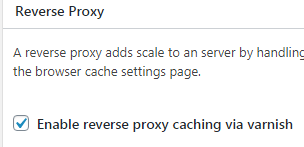 Reverse Proxy
A reverse proxy adds scale to an server by handling
the browser cache settings page.
Enable reverse proxy caching via varnish